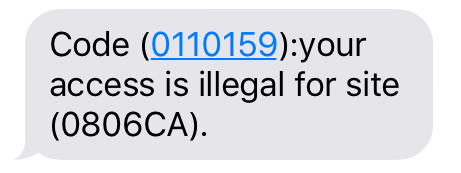 Code (0110159):your
access is illegal for site
(0806CA).